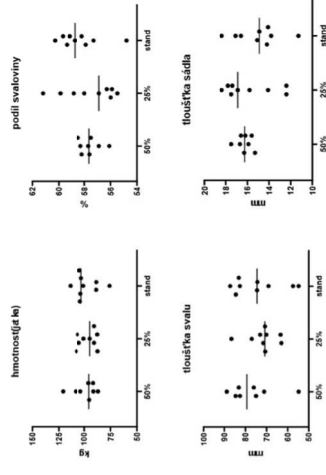 hmotnost
kg
150
125
100
75
50
50%
25%
stand
podíl svaloviny
%
62
60
58
56
54
50%
25%
stand
tloušťka svalu
mm
100
90
80
70
60
50
50%
25%
stand
tloušťka sádla
mm
20
18
16
14
12
10
50%
25%
stand